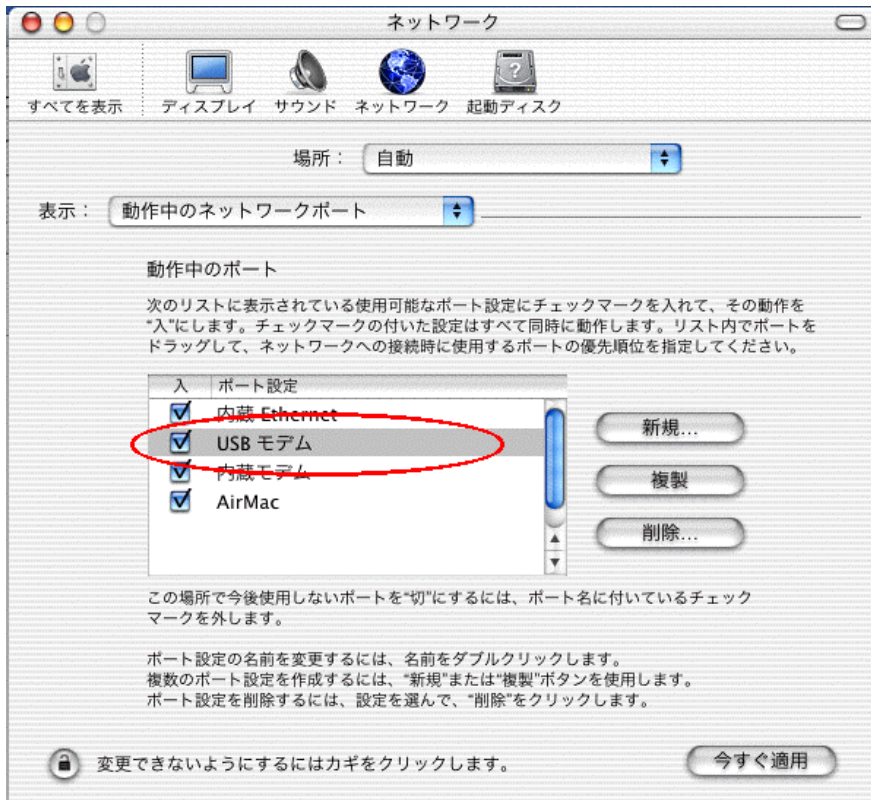 ネットワーク
すべてを表示 ディスプレイ サウンド ネットワーク 起動ディスク
場所： 自動
表示： 動作中のネットワークポート
動作中のポート
次のリストに表示されている使用可能なポート設定にチェックマークを入れて、その動作を
“入”にします。チェックマークの付いた設定はすべて同時に動作します。リスト内でポートを
ドラッグして、ネットワークへの接続時に使用するポートの優先順位を指定してください。
入 ポート設定
内蔵 Ethernet
USB モデム
内蔵モデム
AirMac
新規...
複製
削除...
この場所で今後使用しないポートを“切”にするには、ポート名に付いているチェック
マークを外します。
ポート設定の名前を変更するには、名前をダブルクリックします。
複数のポート設定を作成するには、“新規”または“複製”ボタンを使用します。
ポート設定を削除するには、設定を選んで、“削除”をクリックします。
変更できないようにするにはカギをクリックします。
今すぐ適用